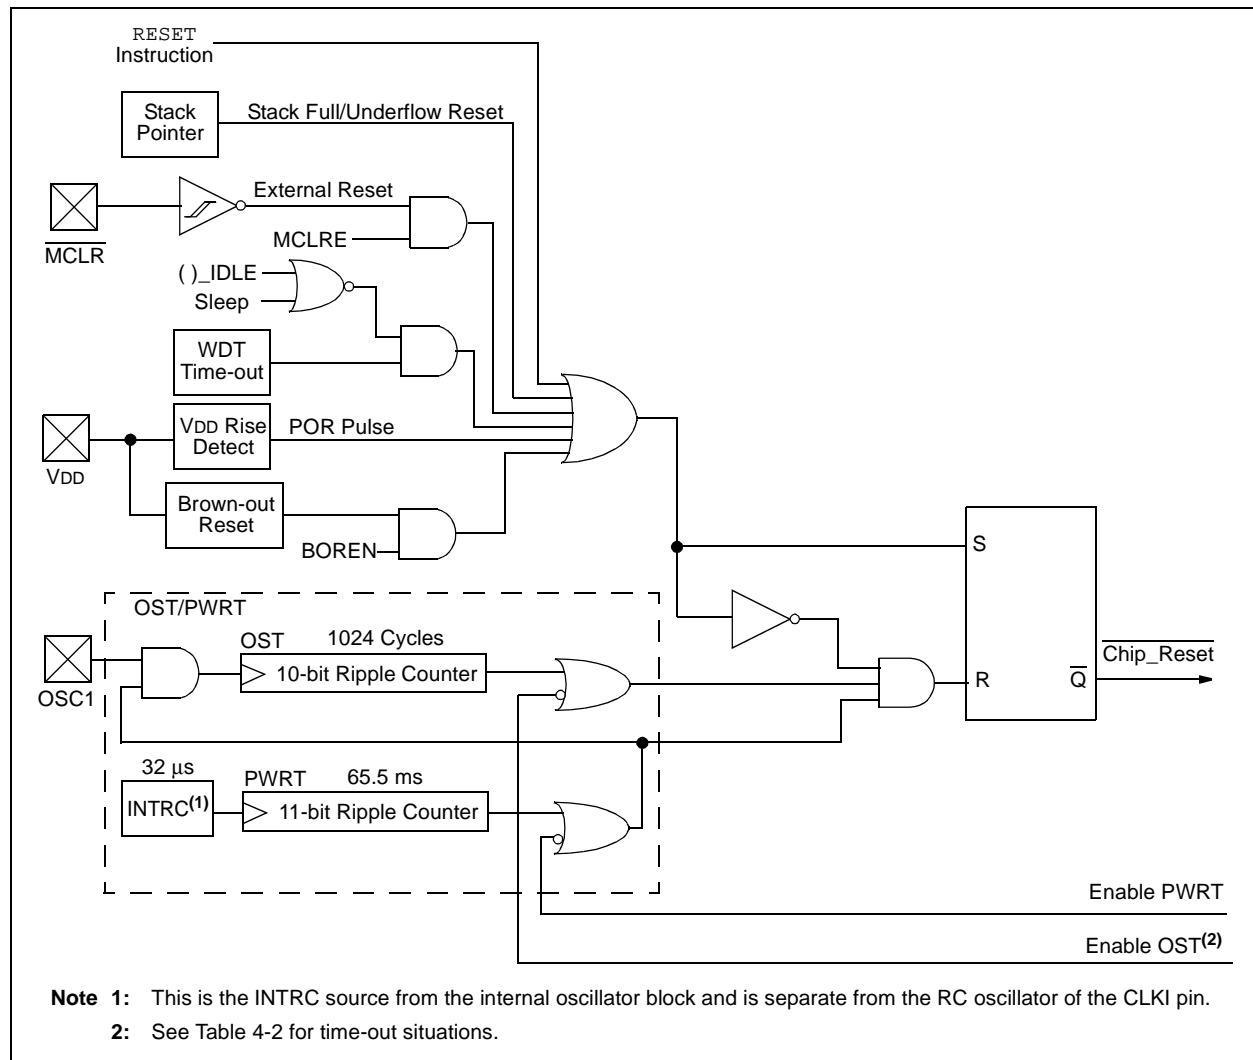 RESET
Instruction
Stack
Pointer
Stack Full/Underflow Reset
External Reset
MCLR
MCLRE
( )_IDLE
Sleep
WDT
Time-out
VDD
VDD Rise
Detect
POR Pulse
Brown-out
Reset
BOREN
S
OST/PWRT
OST
1024 Cycles
OSC1
10-bit Ripple Counter
R
Q
Chip_Reset
32 μs
INTRC(1)
PWRT
65.5 ms
11-bit Ripple Counter
Enable PWRT
Enable OST(2)
Note 1: This is the INTRC source from the internal oscillator block and is separate from the RC oscillator of the CLKI pin.
2: See Table 4-2 for time-out situations.